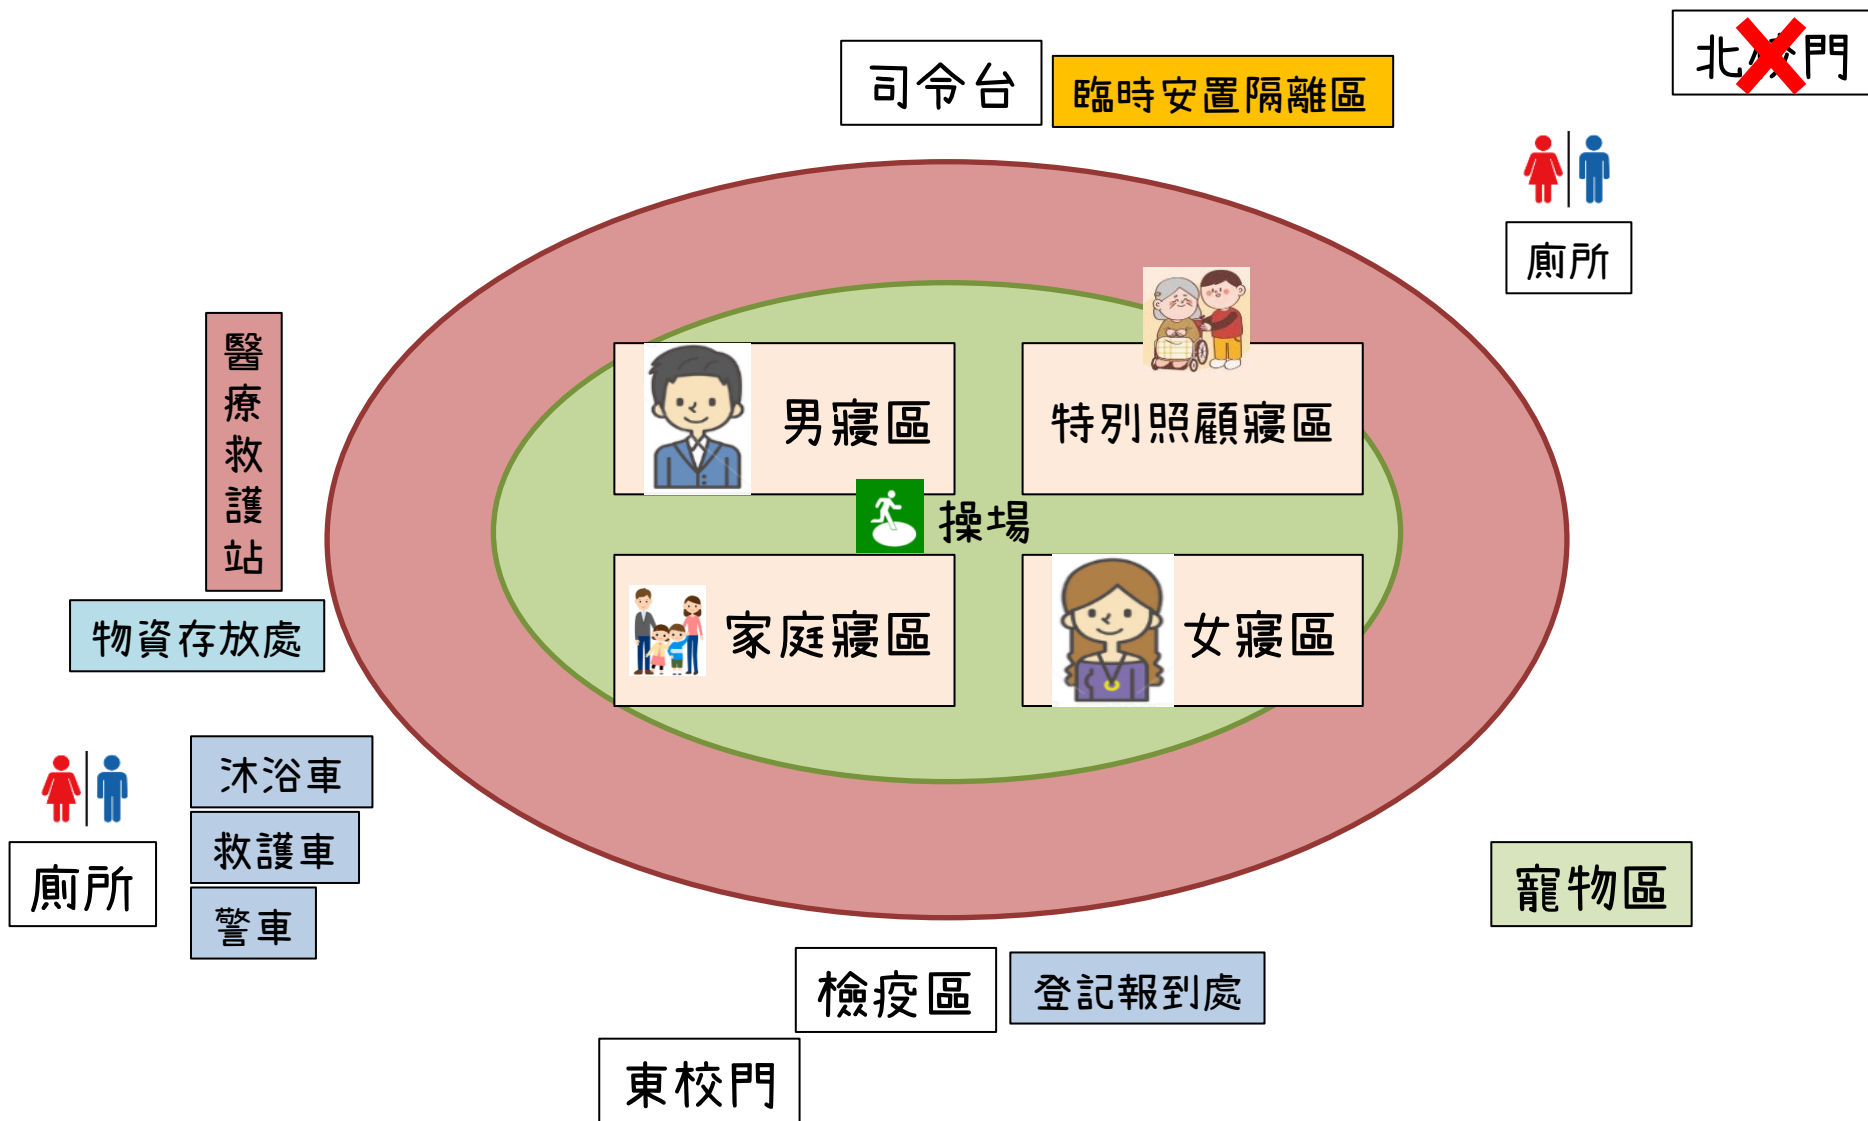 北校門
司令台
臨時安置隔離區
廁所
醫療救護站
男寢區
特別照顧寢區
操場
家庭寢區
女寢區
物資存放處
沐浴車
救護車
警車
廁所
寵物區
檢疫區
登記報到處
東校門